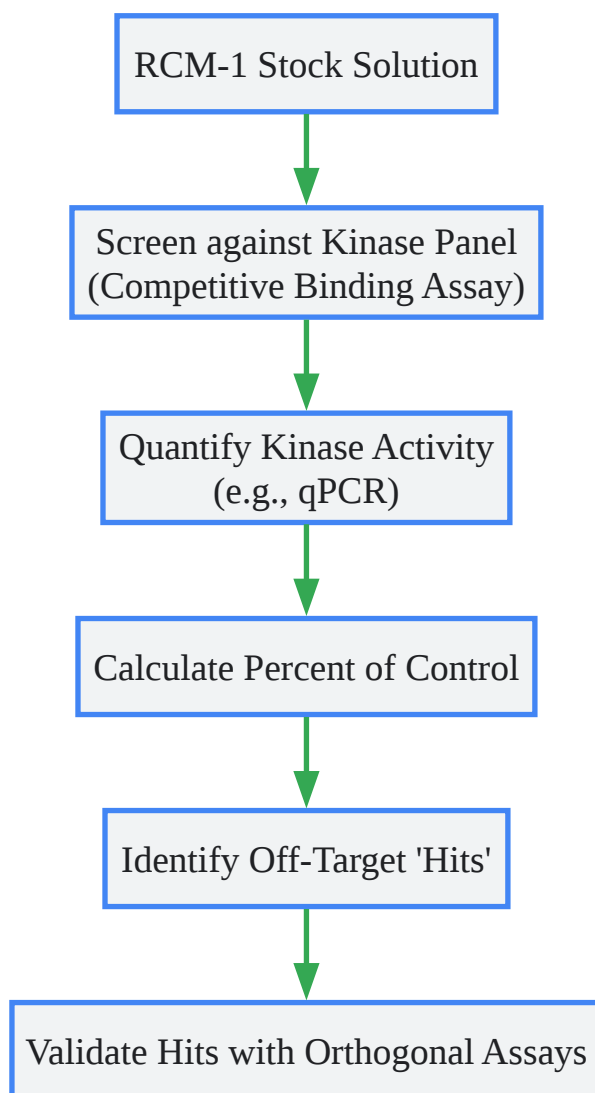 RCM-1 Stock Solution
Screen against Kinase Panel
(Competitive Binding Assay)
Quantify Kinase Activity
(e.g., qPCR)
Calculate Percent of Control
Identify Off-Target 'Hits'
Validate Hits with Orthogonal Assays